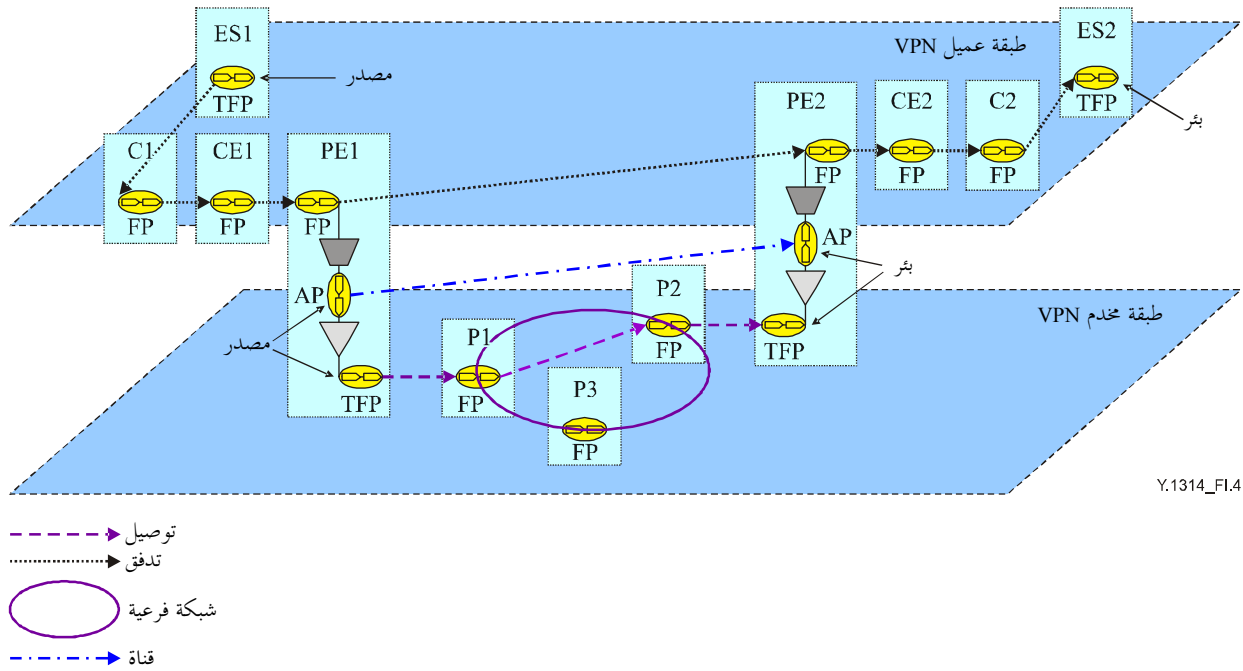 ES1
مصدر
TFP
طبقة عميل VPN
ES2
TFP
بئر
C1
FP
CE1
FP
PE1
FP
AP
مصدر
TFP
PE2
FP
AP
بئر
TFP
CE2
FP
C2
FP
طبقة مخدم VPN
P1
FP
P2
FP
P3
FP
Y.1314_FI.4
توصيل
تدفق
شبكة فرعية
قناة